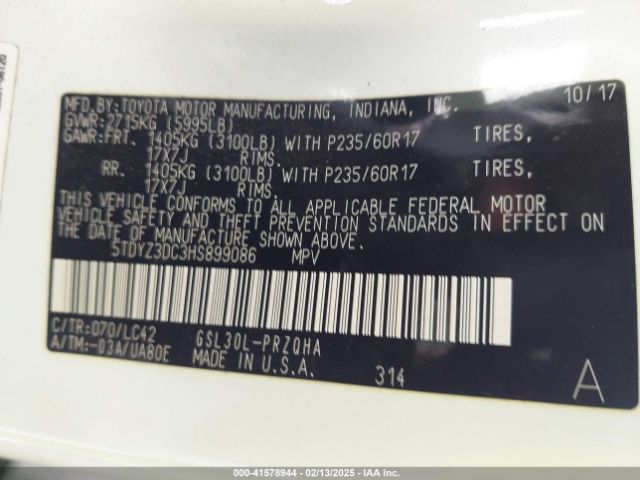 MFD.BY:TOYOTA MOTOR MANUFACTURING, INDIANA, INC. 10/17
GVWR:2715KG (5995LB)
GAWR:FRT. 1405KG (3100LB) WITH P235/60R17 TIRES,
17X7J RIMS.
RR. 1405KG (3100LB) WITH P235/60R17 TIRES,
17X7J RIMS.
THIS VEHICLE CONFORMS TO ALL APPLICABLE FEDERAL MOTOR
VEHICLE SAFETY AND THEFT PREVENTION STANDARDS IN EFFECT ON
THE DATE OF MANUFACTURE SHOWN ABOVE.
5TDYZ3DC3HS899086 MPV
C/TR:070/LC42 GSL30L-PRZQHA
A/TM:-03A/UA80E MADE IN U.S.A. 314 A
000-41578944 | 02/13/2025 - IAA Inc.